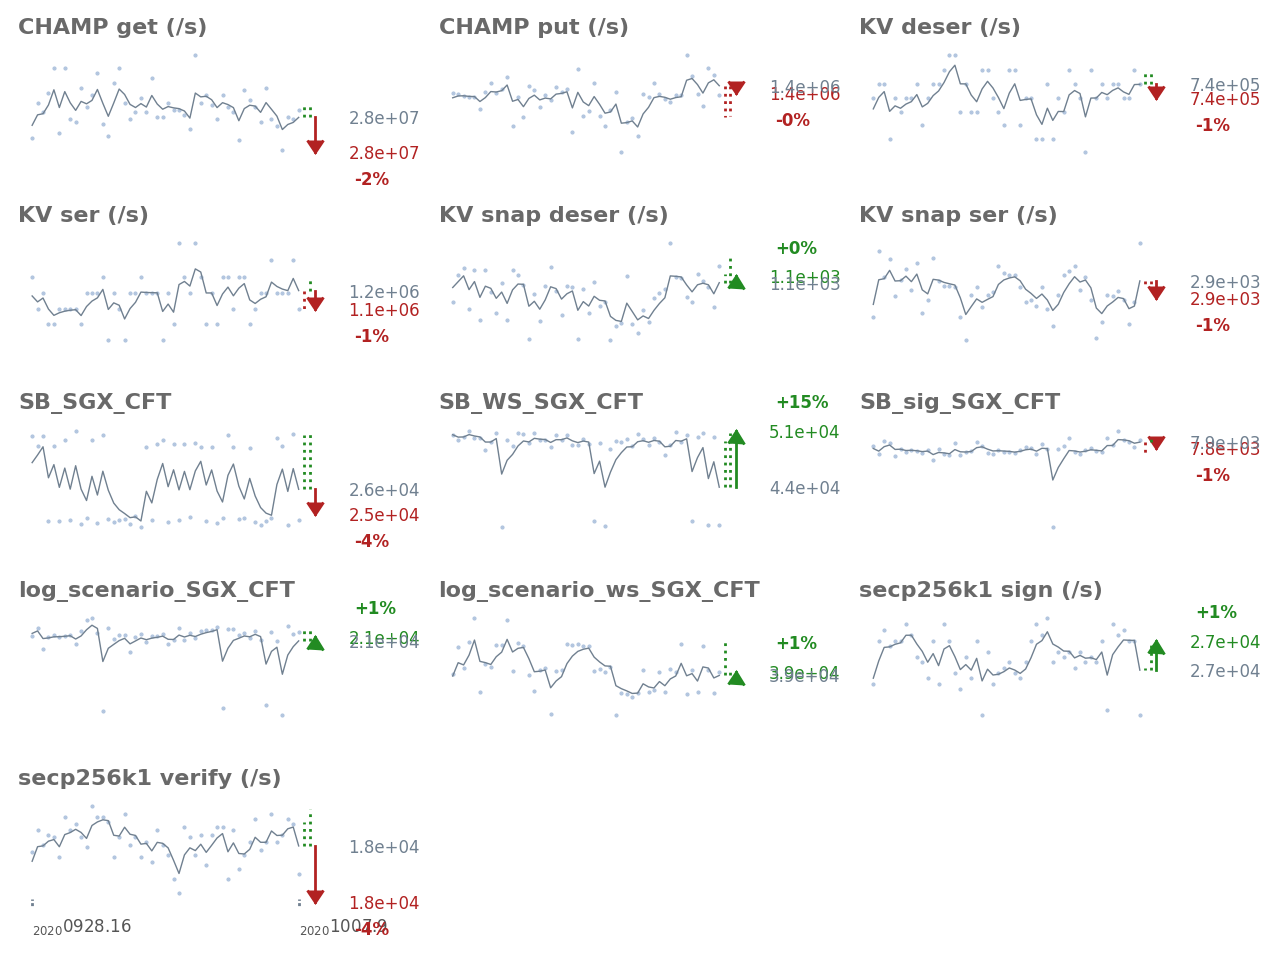 CHAMP get (/s)
2.8e+07
2.8e+07
-2%
CHAMP put (/s)
1.4e+06
1.4e+06
-0%
KV deser (/s)
7.4e+05
7.4e+05
-1%
KV ser (/s)
1.2e+06
1.1e+06
-1%
KV snap deser (/s)
+0%
1.1e+03
1.1e+03
KV snap ser (/s)
2.9e+03
2.9e+03
-1%
SB_SGX_CFT
2.6e+04
2.5e+04
-4%
SB_WS_SGX_CFT
+15%
5.1e+04
4.4e+04
SB_sig_SGX_CFT
7.9e+03
7.8e+03
-1%
log_scenario_SGX_CFT
+1%
2.1e+04
2.1e+04
log_scenario_ws_SGX_CFT
+1%
3.9e+04
3.9e+04
secp256k1 sign (/s)
+1%
2.7e+04
2.7e+04
secp256k1 verify (/s)
1.8e+04
1.8e+04
-4%
2020 0928.16
2020 1007.9